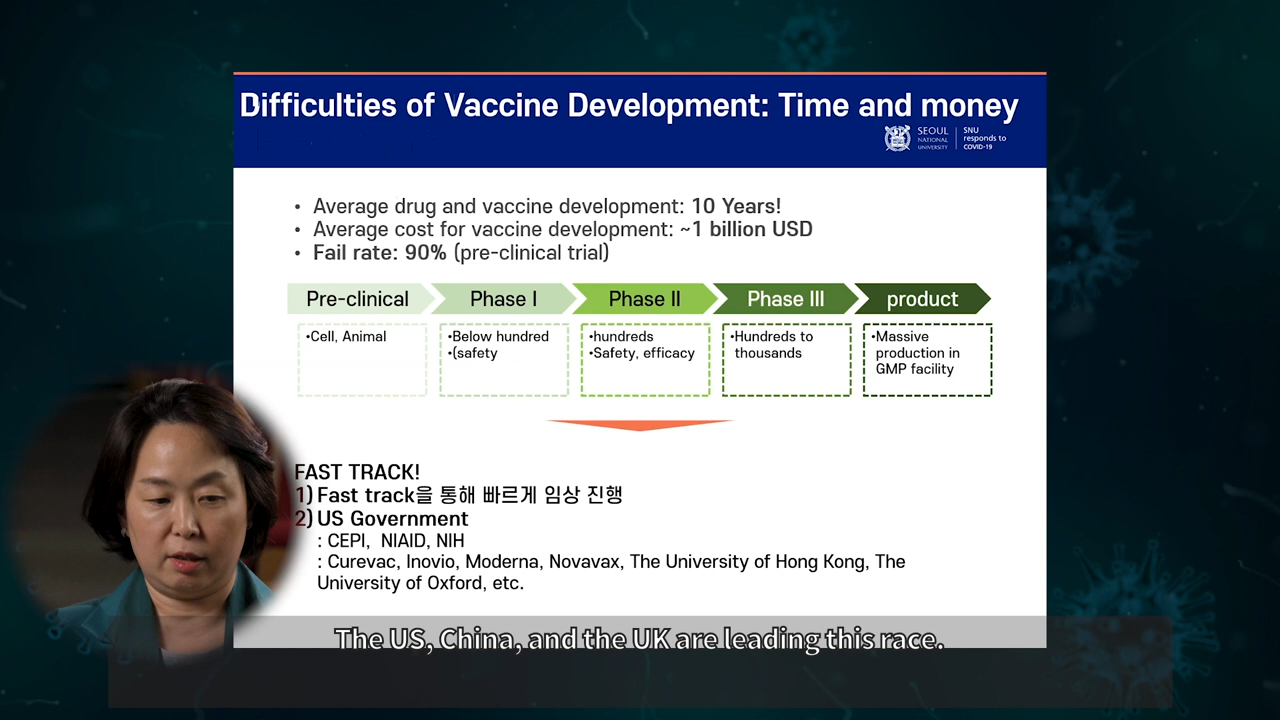 Difficulties of Vaccine Development: Time and money
SEOUL
NATIONAL
UNIVERSITY
SNU
responds to
COVID-19
• Average drug and vaccine development: 10 Years!
• Average cost for vaccine development: ~1 billion USD
• Fail rate: 90% (pre-clinical trial)
Pre-clinical
Phase I
Phase II
Phase III
product
•Cell, Animal
•Below hundred
•(safety
•hundreds
•Safety, efficacy
•Hundreds to
thousands
•Massive
production in
GMP facility
FAST TRACK!
1) Fast track을 통해 빠르게 임상 진행
2) US Government
: CEPI, NIAID, NIH
: Curevac, Inovio, Moderna, Novavax, The University of Hong Kong, The
University of Oxford, etc.
The US, China, and the UK are leading this race.